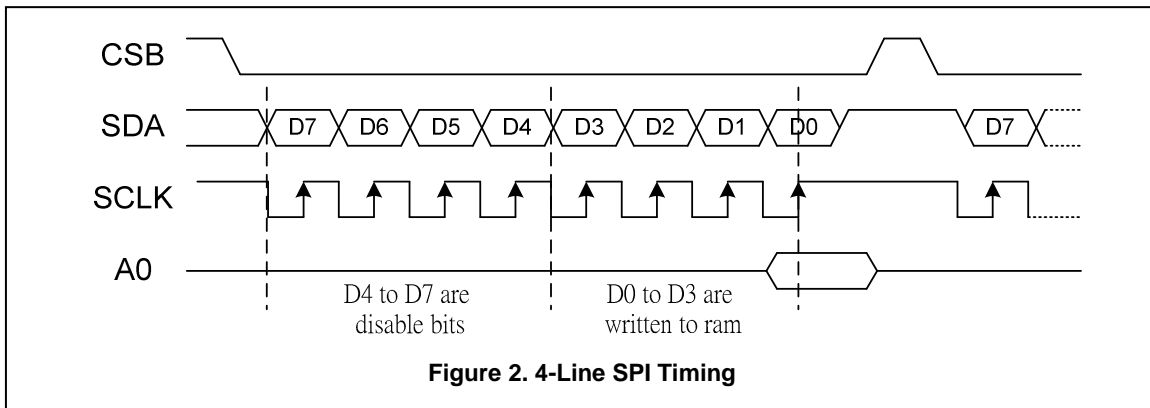 CSB
SDA
D7 D6 D5 D4 D3 D2 D1 D0 D7
SCLK
A0
D4 to D7 are
disable bits
D0 to D3 are
written to ram
Figure 2. 4-Line SPI Timing